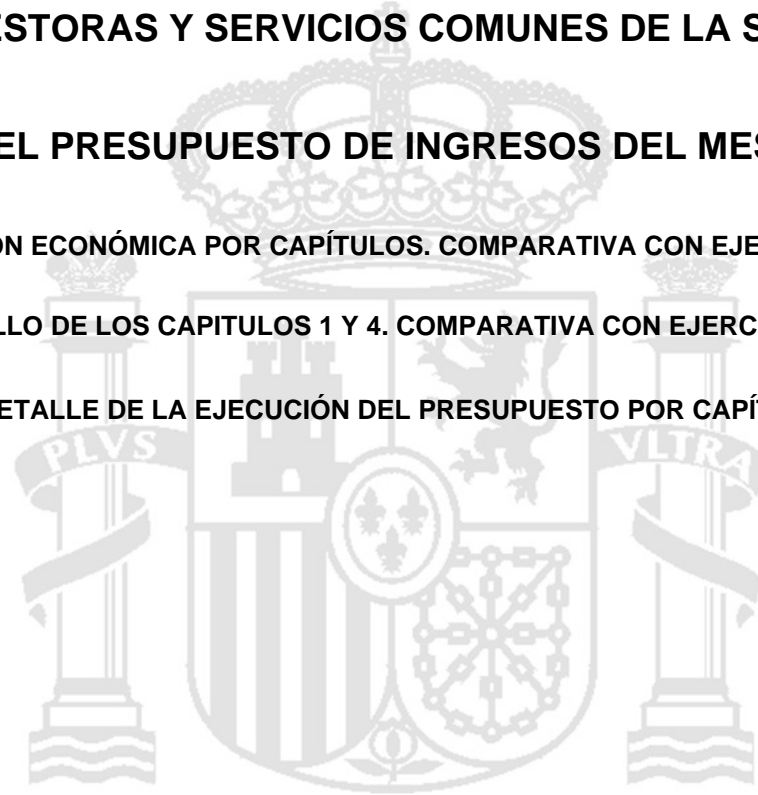 ESTORAS Y SERVICIOS COMUNES DE LA S
EL PRESUPUESTO DE INGRESOS DEL MES
ÓN ECONÓMICA POR CAPÍTULOS. COMPARATIVA CON EJE
LLO DE LOS CAPITULOS 1 Y 4. COMPARATIVA CON EJERC
ETALLE DE LA EJECUCIÓN DEL PRESUPUESTO POR CAPÍ
PLVS
VLTRA